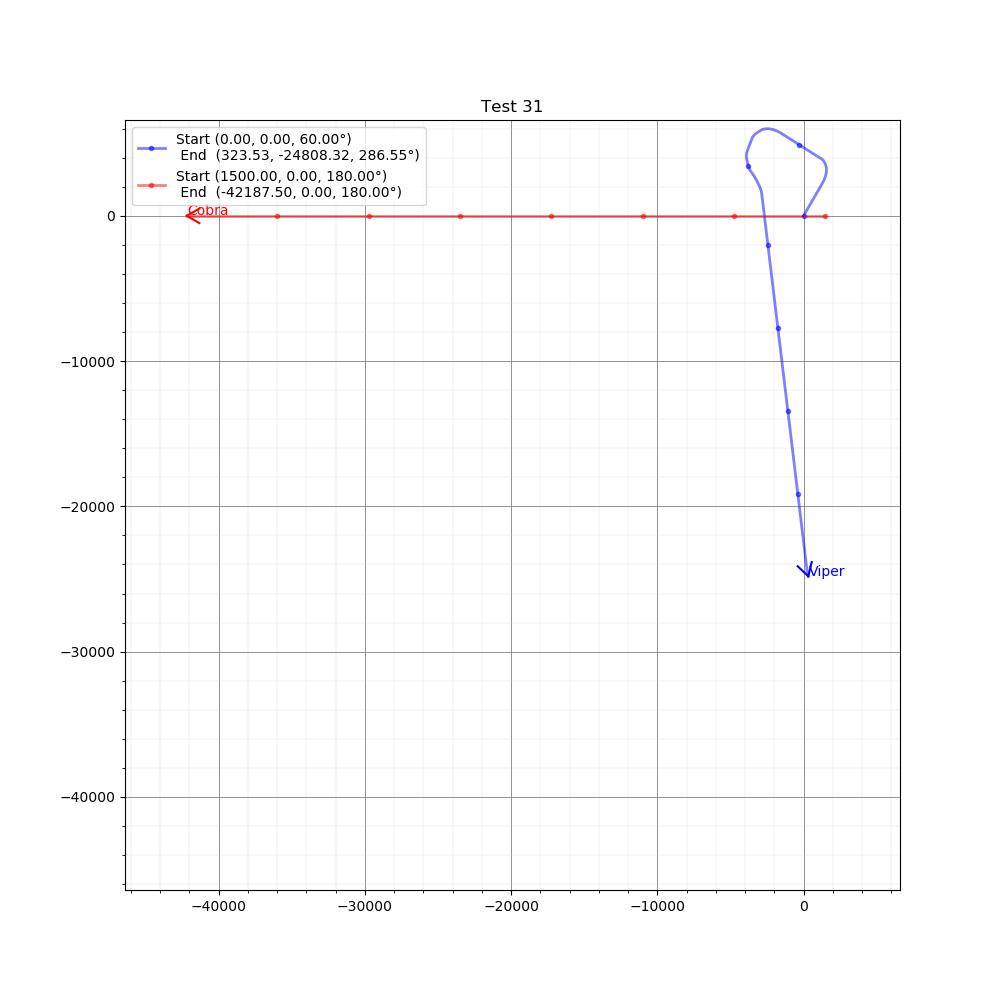 Test 31
Start (0.00, 0.00, 60.00°)
End (323.53, -24808.32, 286.55°)
Start (1500.00, 0.00, 180.00°)
End (-42187.50, 0.00, 180.00°)
Cobra
Viper
0
−10000
−20000
−30000
−40000
−40000 −30000 −20000 −10000 0